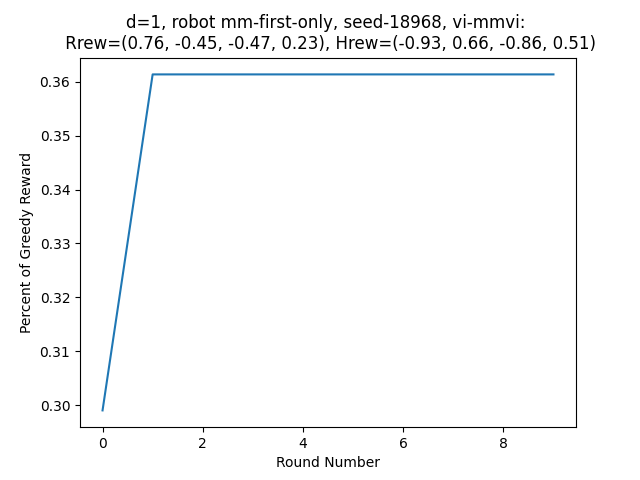 d=1, robot mm-first-only, seed-18968, vi-mmvi:
Rrew=(0.76, -0.45, -0.47, 0.23), Hrew=(-0.93, 0.66, -0.86, 0.51)
0.36
0.35
0.34
0.33
0.32
0.31
0.30
Percent of Greedy Reward
0 2 4 6 8
Round Number